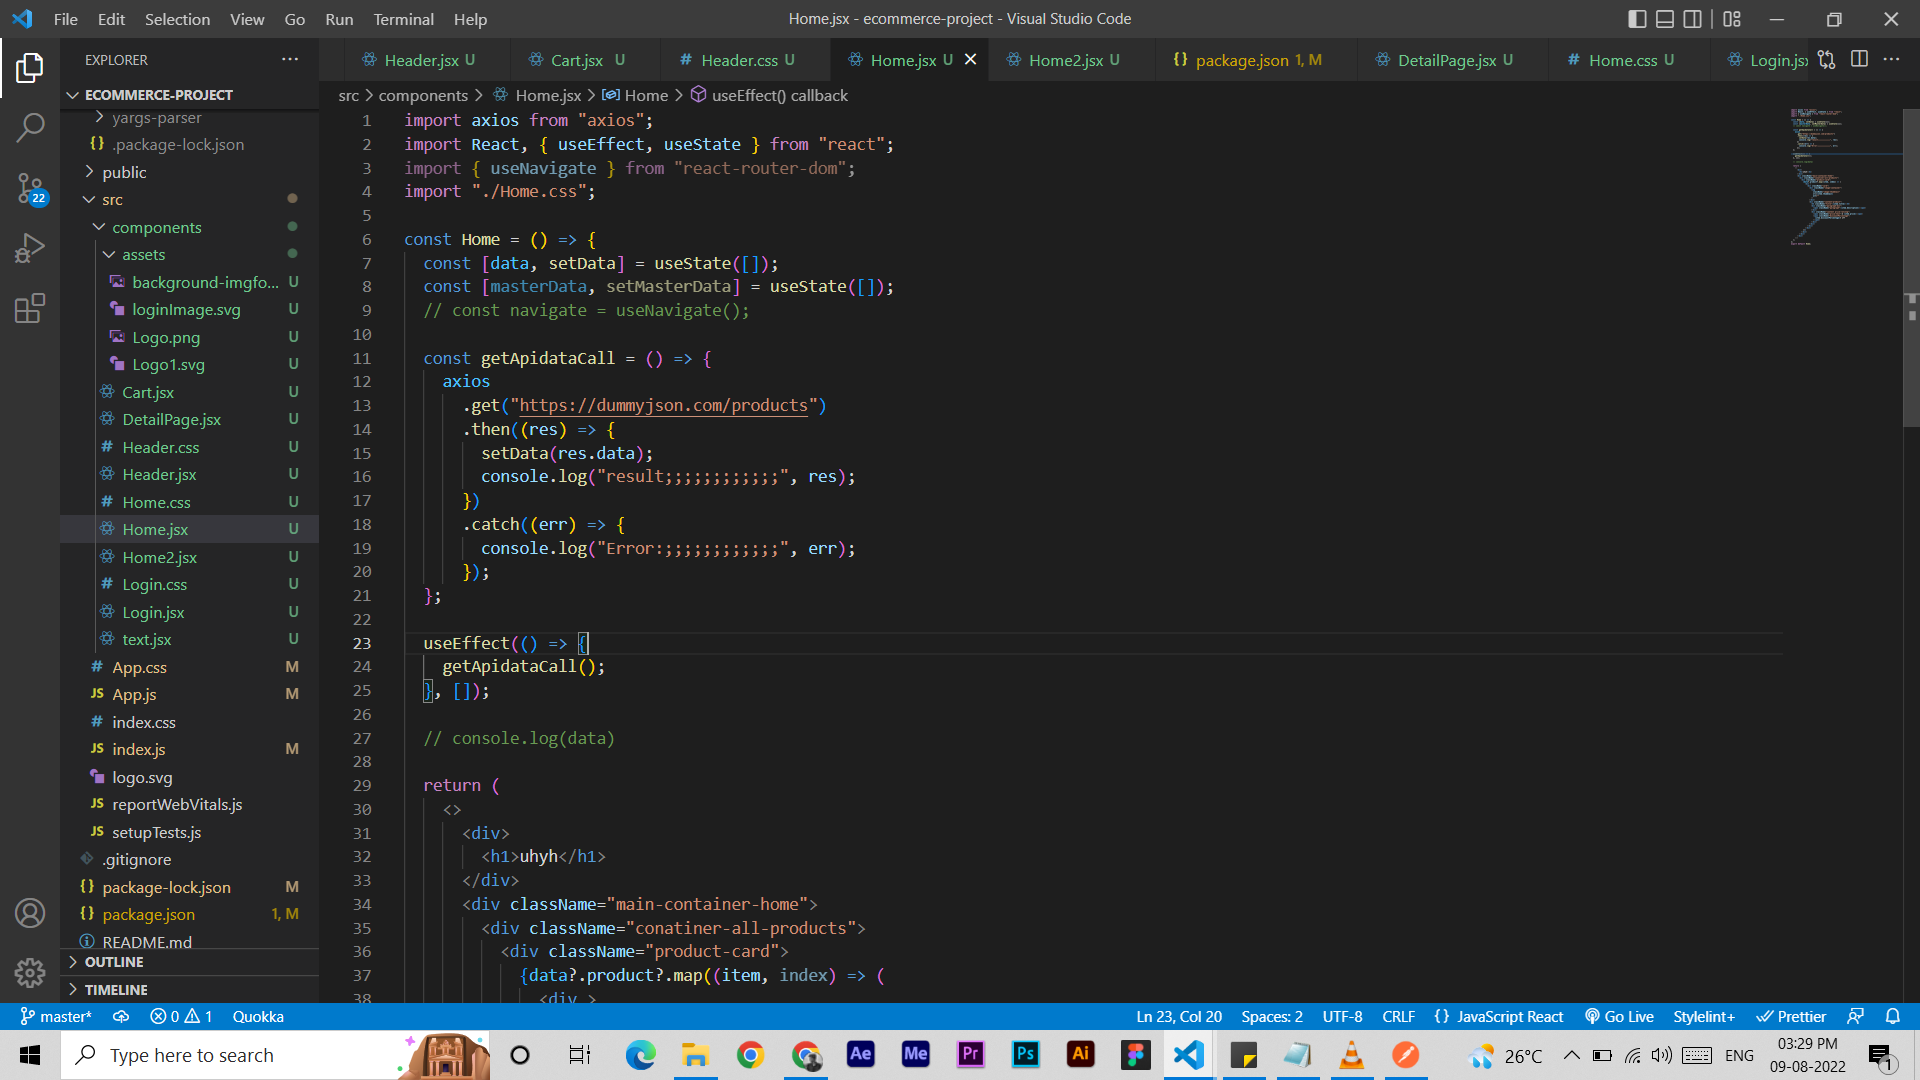 File Edit Selection View Go Run Terminal Help
Home.jsx - ecommerce-project - Visual Studio Code
EXPLORER
Header.jsx U
Cart.jsx U
# Header.css U
Home.jsx U
Home2.jsx U
{} package.json 1, M
DetailPage.jsx U
# Home.css U
Login.jsx
ECOMMERCE-PROJECT
src > components > Home.jsx > Home > useEffect() callback
yargs-parser
{} .package-lock.json
public
src
components
assets
background-imgfo... U
loginImage.svg U
Logo.png U
Logo1.svg U
Cart.jsx U
DetailPage.jsx U
# Header.css U
Header.jsx U
# Home.css U
Home.jsx U
Home2.jsx U
# Login.css U
Login.jsx U
text.jsx U
# App.css M
JS App.js M
# index.css
JS index.js M
logo.svg
JS reportWebVitals.js
JS setupTests.js
.gitignore
{} package-lock.json M
{} package.json 1, M
README.md
OUTLINE
TIMELINE
22
1 import axios from "axios";
2 import React, { useEffect, useState } from "react";
3 import { useNavigate } from "react-router-dom";
4 import "./Home.css";
5
6 const Home = () => {
7 const [data, setData] = useState([]);
8 const [masterData, setMasterData] = useState([]);
9 // const navigate = useNavigate();
10
11 const getApidataCall = () => {
12 axios
13 .get("https://dummyjson.com/products")
14 .then((res) => {
15 setData(res.data);
16 console.log("result;;;;;;;;;;;;", res);
17 })
18 .catch((err) => {
19 console.log("Error:;;;;;;;;;;;;", err);
20 });
21 };
22
23 useEffect(() => {
24 getApidataCall();
25 }, []);
26
27 // console.log(data)
28
29 return (
30 <>
31 <div>
32 <h1>uhyh</h1>
33 </div>
34 <div className="main-container-home">
35 <div className="conatiner-all-products">
36 <div className="product-card">
37 {data?.product?.map((item, index) => (
38 <div >
master* 0 1 Quokka
Ln 23, Col 20 Spaces: 2 UTF-8 CRLF {} JavaScript React Go Live Stylelint+ Prettier
Type here to search
Ae Me Pr Ps Ai
26°C ENG
03:29 PM
09-08-2022
1